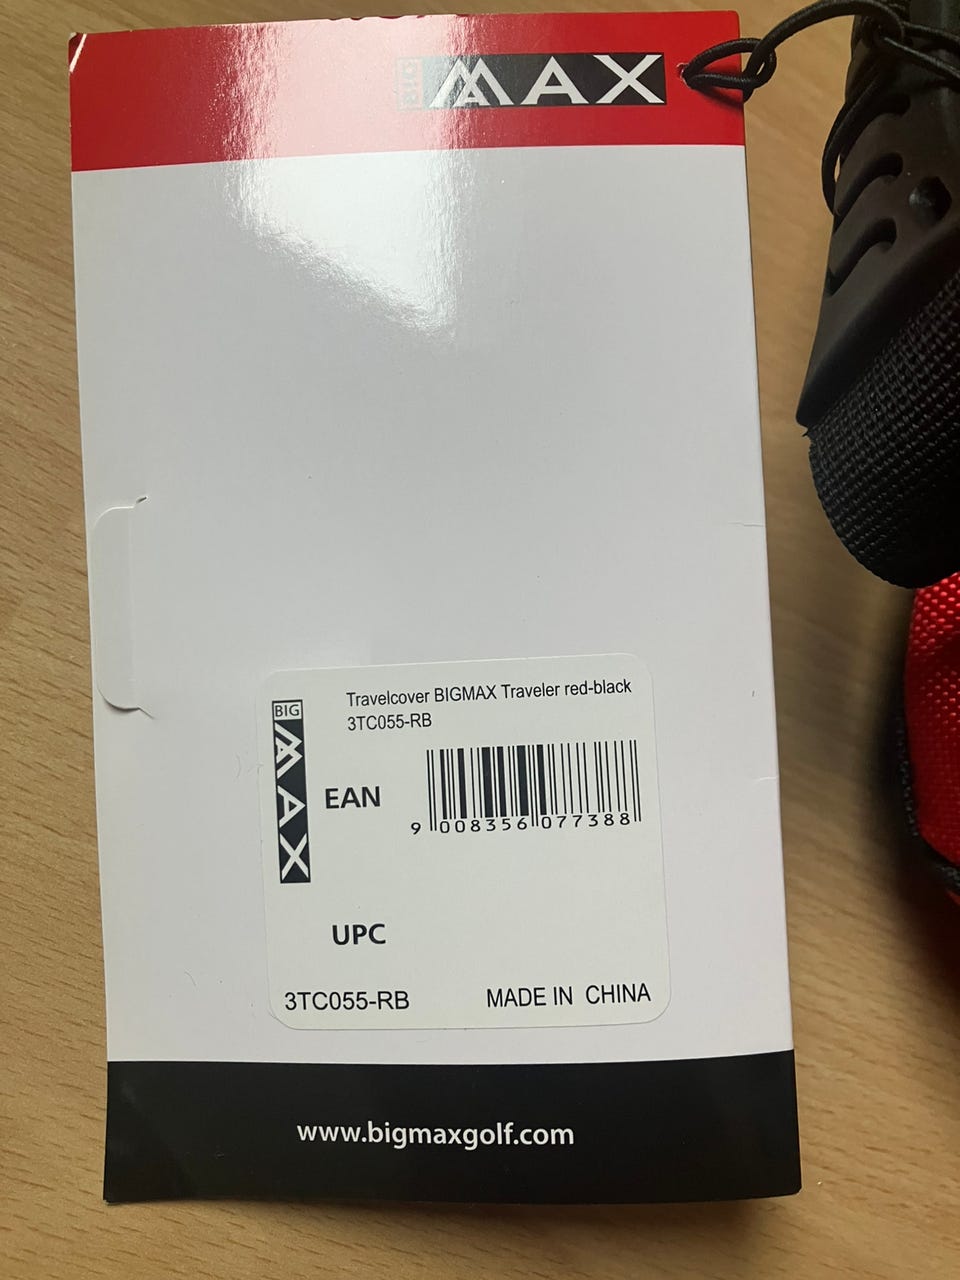 BIG MAX
Travelcover BIGMAX Traveler red-black
3TC055-RB
BIG MAX
EAN
9 008356 077388
UPC
3TC055-RB MADE IN CHINA
www.bigmaxgolf.com